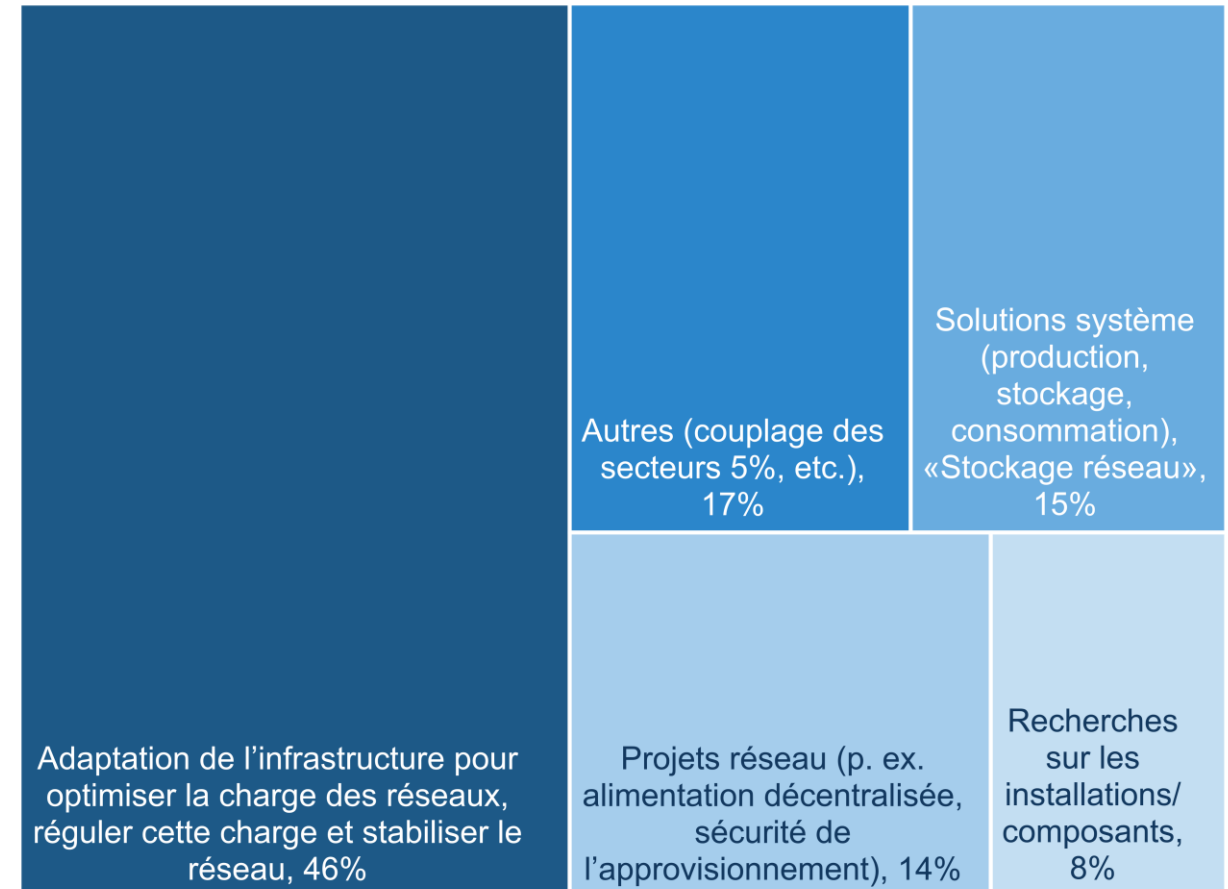 Adaptation de l’infrastructure pour
optimiser la charge des réseaux,
réguler cette charge et stabiliser le
réseau, 46%
Autres (couplage des
secteurs 5%, etc.),
17%
Solutions système
(production,
stockage,
consommation),
«Stockage réseau»,
15%
Projets réseau (p. ex.
alimentation décentralisée,
sécurité de
l’approvisionnement), 14%
Recherches
sur les
installations/
composants,
8%